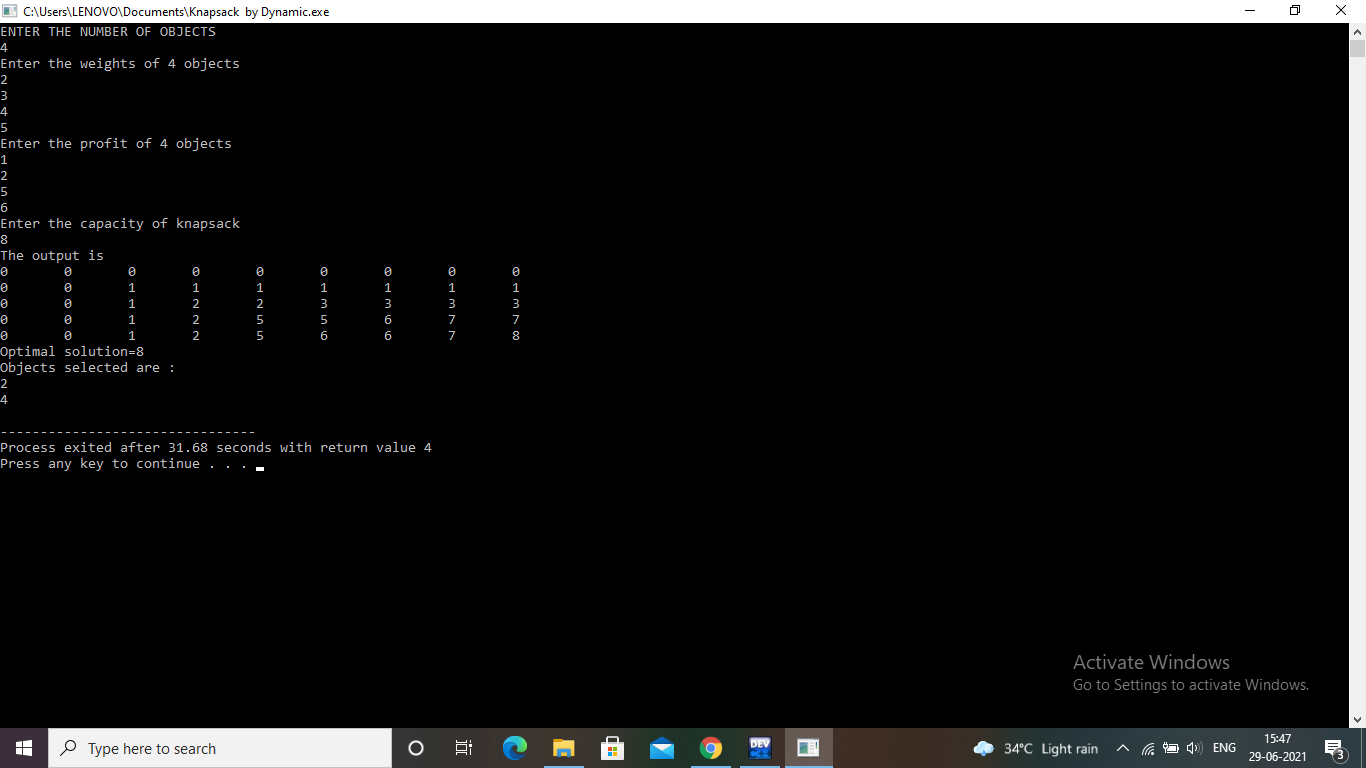 C:\Users\LENOVO\Documents\Knapsack  by Dynamic.exe
ENTER THE NUMBER OF OBJECTS
4
Enter the weights of 4 objects
2
3
4
5
Enter the profit of 4 objects
1
2
5
6
Enter the capacity of knapsack
8
The output is
0 0 0 0 0 0 0 0 0
0 0 1 1 1 1 1 1 1
0 0 1 2 2 3 3 3 3
0 0 1 2 5 5 6 7 7
0 0 1 2 5 6 6 7 8
Optimal solution=8
Objects selected are :
2
4
--------------------------------
Process exited after 31.68 seconds with return value 4
Press any key to continue . . .
Activate Windows
Go to Settings to activate Windows.
Type here to search
DEV
34°C Light rain
ENG
15:47
29-06-2021
3